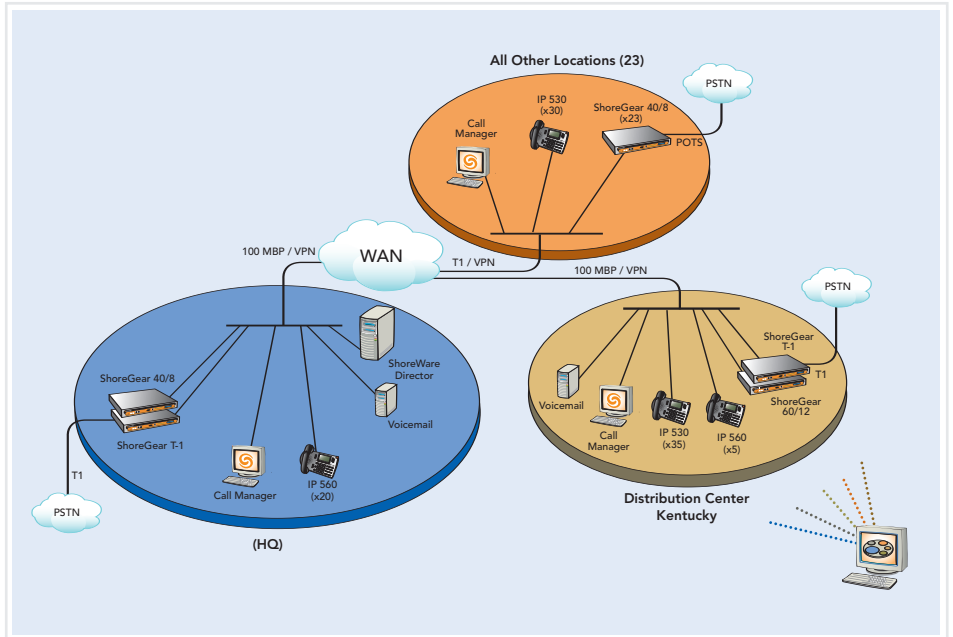 All Other Locations (23)
PSTN
IP 530
(x30)
ShoreGear 40/8
(x23)
Call
Manager
POTS
100 MBP / VPN
WAN
T1 / VPN
100 MBP / VPN
PSTN
ShoreGear
T-1
T1
ShoreGear
60/12
Voicemail
Call
Manager
IP 530
(x35)
IP 560
(x5)
Distribution Center
Kentucky
ShoreWare
Director
ShoreGear 40/8
Voicemail
ShoreGear T-1
T1
Call Manager
IP 560
(x20)
PSTN
(HQ)